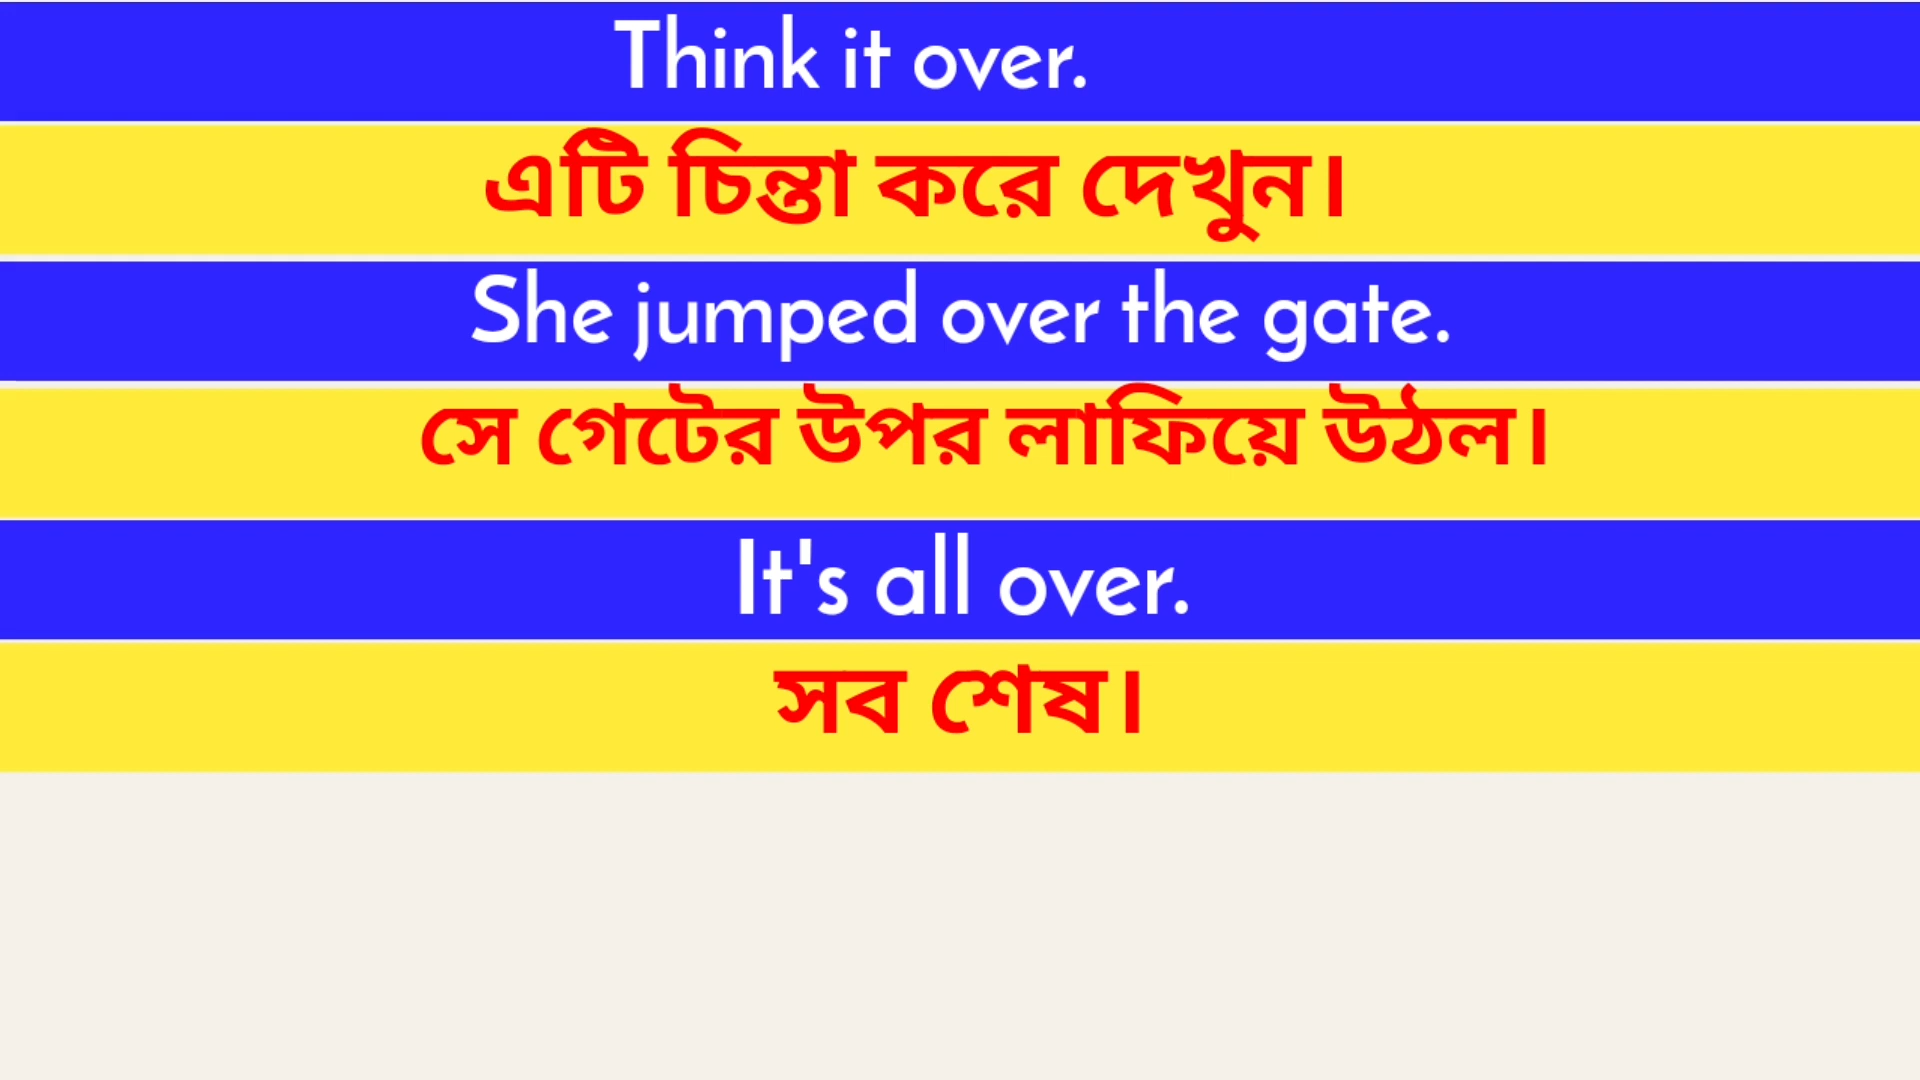 Think it over.
এটি চিন্তা করে দেখুন।
She jumped over the gate.
সে গেটের উপর লাফিয়ে উঠল।
It's all over.
সব শেষ।